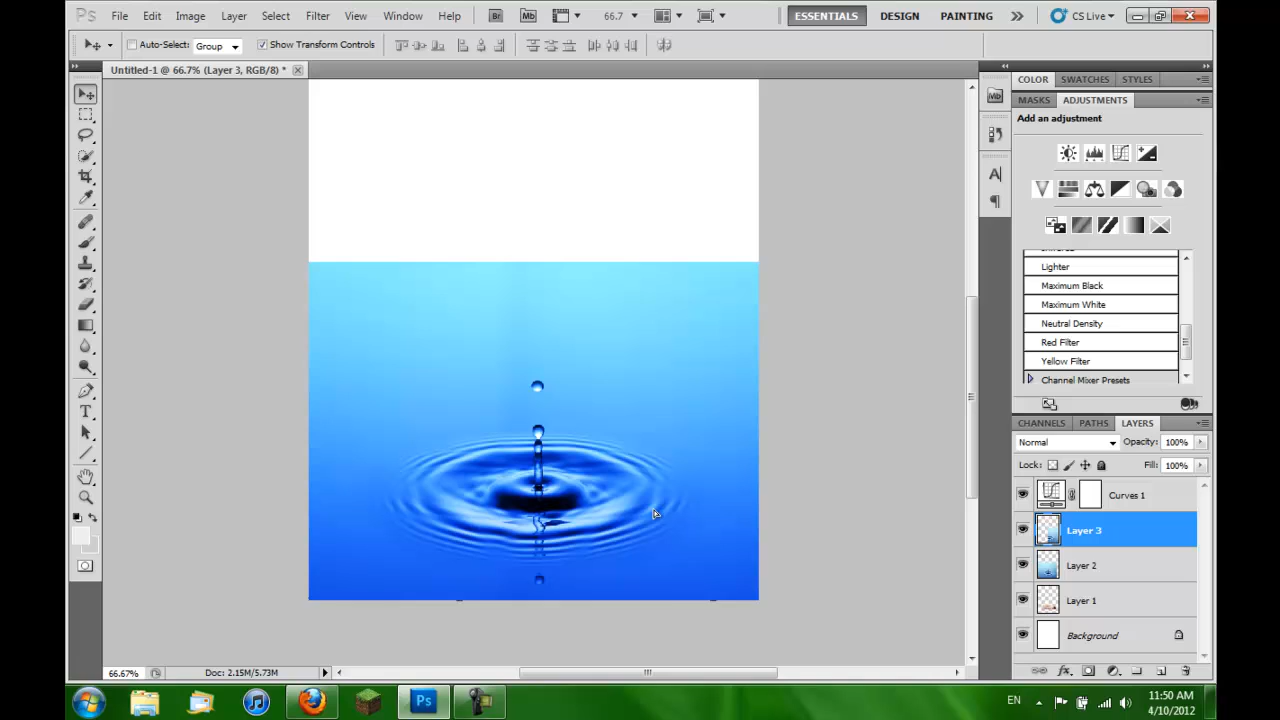 Ps File Edit Image Layer Select Filter View Window Help Br Mb 66.7 ESSENTIALS DESIGN PAINTING CS Live
Auto-Select: Group Show Transform Controls
Untitled-1 @ 66.7% (Layer 3, RGB/8) *
COLOR SWATCHES STYLES
Mb
MASKS ADJUSTMENTS
Add an adjustment
Lighter
Maximum Black
Maximum White
Neutral Density
Red Filter
Yellow Filter
Channel Mixer Presets
CHANNELS PATHS LAYERS
Normal Opacity: 100%
Lock: Fill: 100%
Curves 1
Layer 3
Layer 2
Layer 1
Background
66.67% Doc: 2.15M/5.73M
Ps EN 11:50 AM
4/10/2012